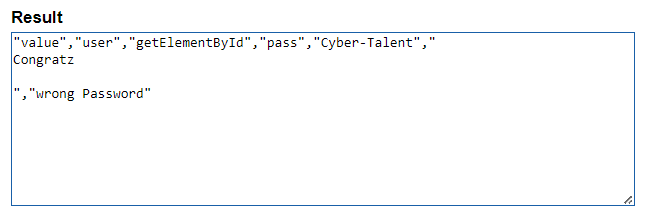 Result
"value","user","getElementById","pass","Cyber-Talent","
Congratz
","wrong Password"